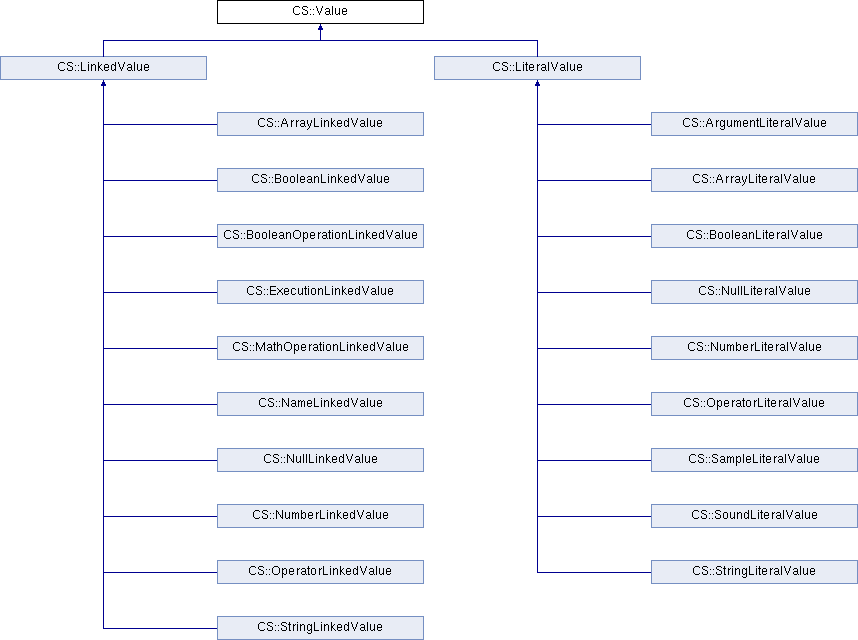 CS::Value
CS::LinkedValue
CS::LiteralValue
CS::ArrayLinkedValue
CS::ArgumentLiteralValue
CS::BooleanLinkedValue
CS::ArrayLiteralValue
CS::BooleanOperationLinkedValue
CS::BooleanLiteralValue
CS::ExecutionLinkedValue
CS::NullLiteralValue
CS::MathOperationLinkedValue
CS::NumberLiteralValue
CS::NameLinkedValue
CS::OperatorLiteralValue
CS::NullLinkedValue
CS::SampleLiteralValue
CS::NumberLinkedValue
CS::SoundLiteralValue
CS::OperatorLinkedValue
CS::StringLiteralValue
CS::StringLinkedValue